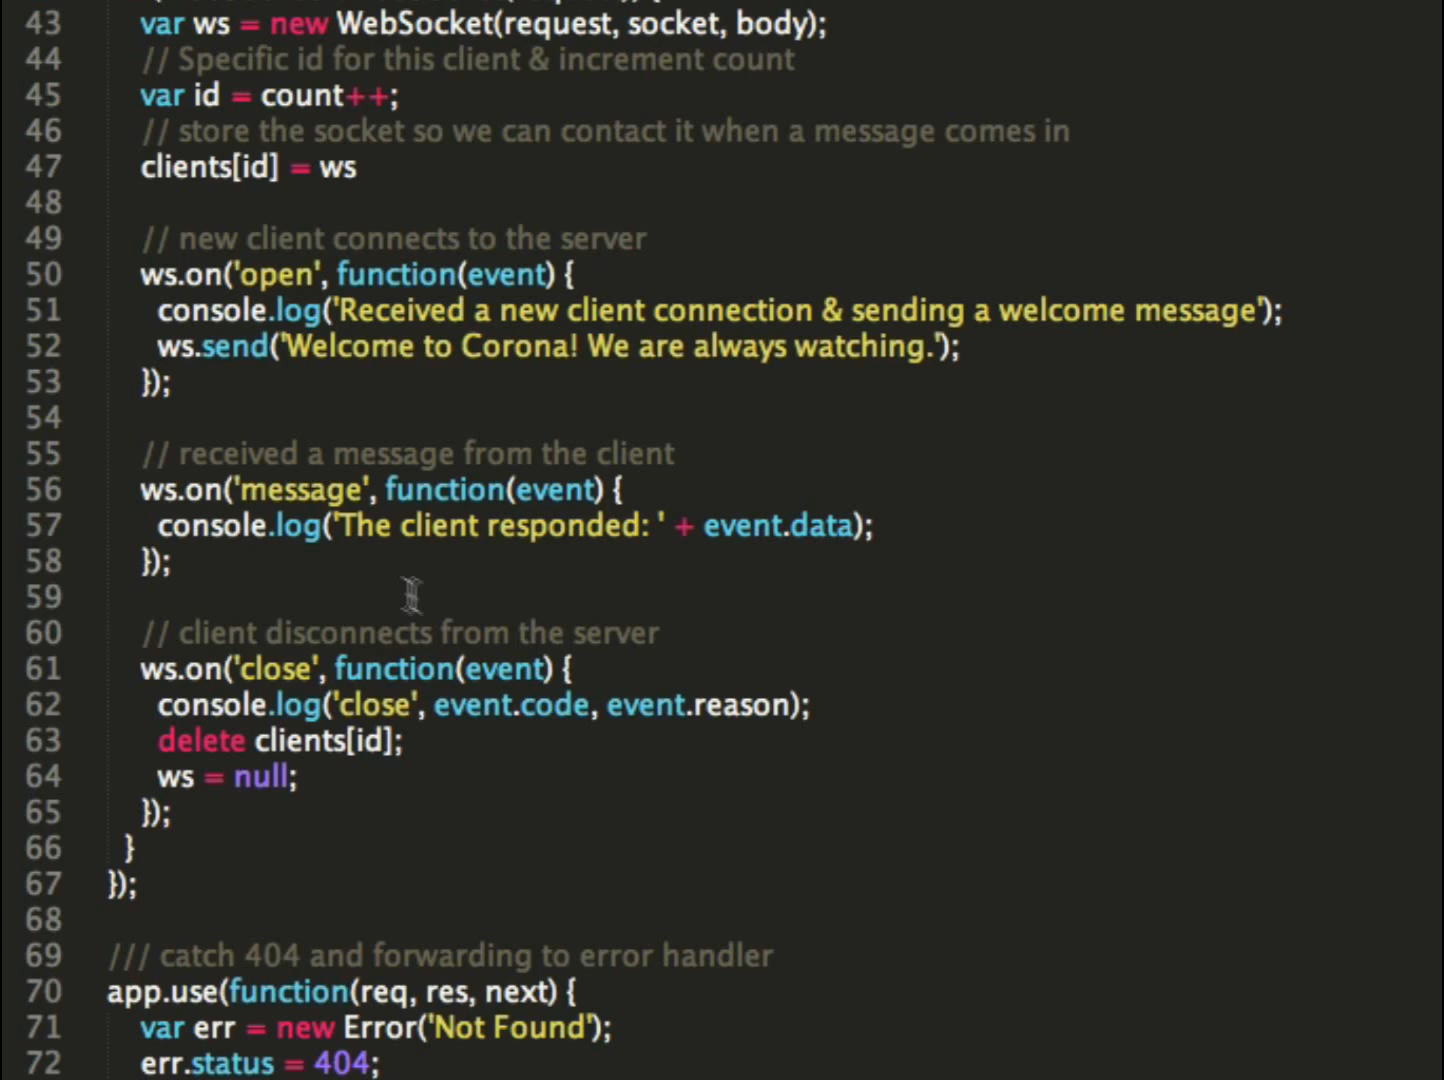 43 var ws = new WebSocket(request, socket, body);
44 // Specific id for this client & increment count
45 var id = count++;
46 // store the socket so we can contact it when a message comes in
47 clients[id] = ws
48
49 // new client connects to the server
50 ws.on('open', function(event) {
51 console.log('Received a new client connection & sending a welcome message');
52 ws.send('Welcome to Corona! We are always watching.');
53 });
54
55 // received a message from the client
56 ws.on('message', function(event) {
57 console.log('The client responded: ' + event.data);
58 });
59
60 // client disconnects from the server
61 ws.on('close', function(event) {
62 console.log('close', event.code, event.reason);
63 delete clients[id];
64 ws = null;
65 });
66 }
67 });
68
69 /// catch 404 and forwarding to error handler
70 app.use(function(req, res, next) {
71 var err = new Error('Not Found');
72 err.status = 404;